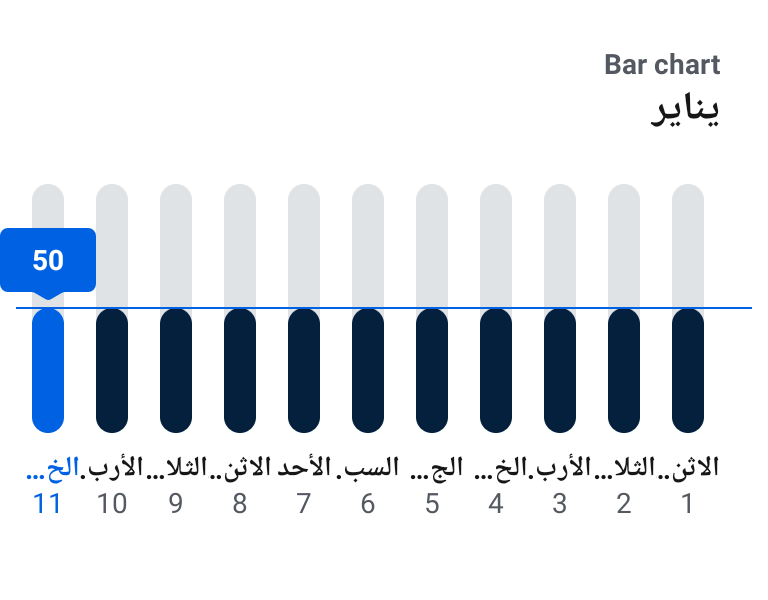 Bar chart
يناير
50
الاثن.. الثلا... الأرب. الخ... الج... السب. الأحد الاثن.. الثلا... الأرب. الخ...
1 2 3 4 5 6 7 8 9 10 11